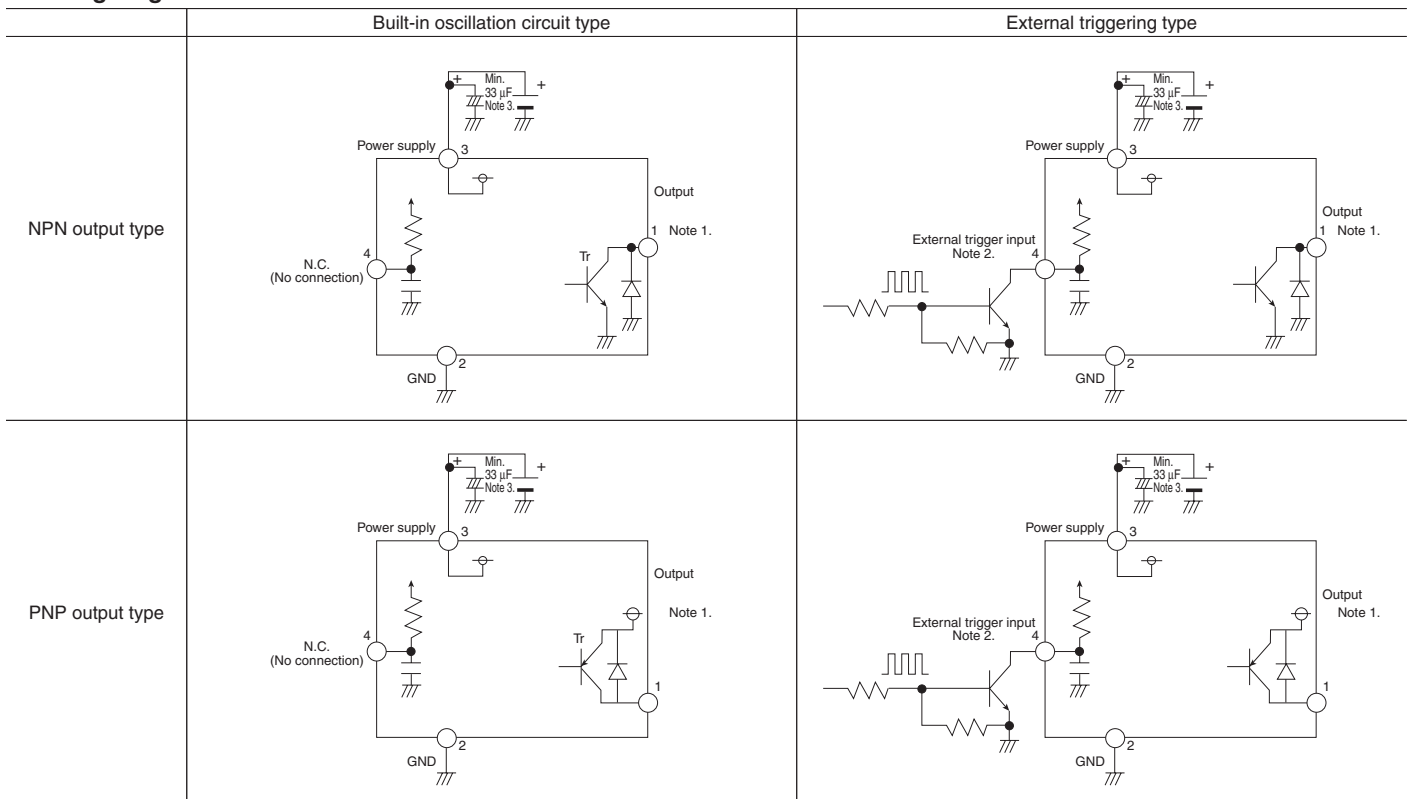 Built-in oscillation circuit type
External triggering type
NPN output type
+
Min.
33 μF
Note 3.
+
Power supply
3
Output
1
Note 1.
Tr
4
N.C.
(No connection)
2
GND
+
Min.
33 μF
Note 3.
+
Power supply
3
Output
1
Note 1.
External trigger input
Note 2.
4
2
GND
PNP output type
+
Min.
33 μF
Note 3.
+
Power supply
3
Output
Note 1.
Tr
4
N.C.
(No connection)
1
2
GND
+
Min.
33 μF
Note 3.
+
Power supply
3
Output
Note 1.
External trigger input
Note 2.
4
1
2
GND